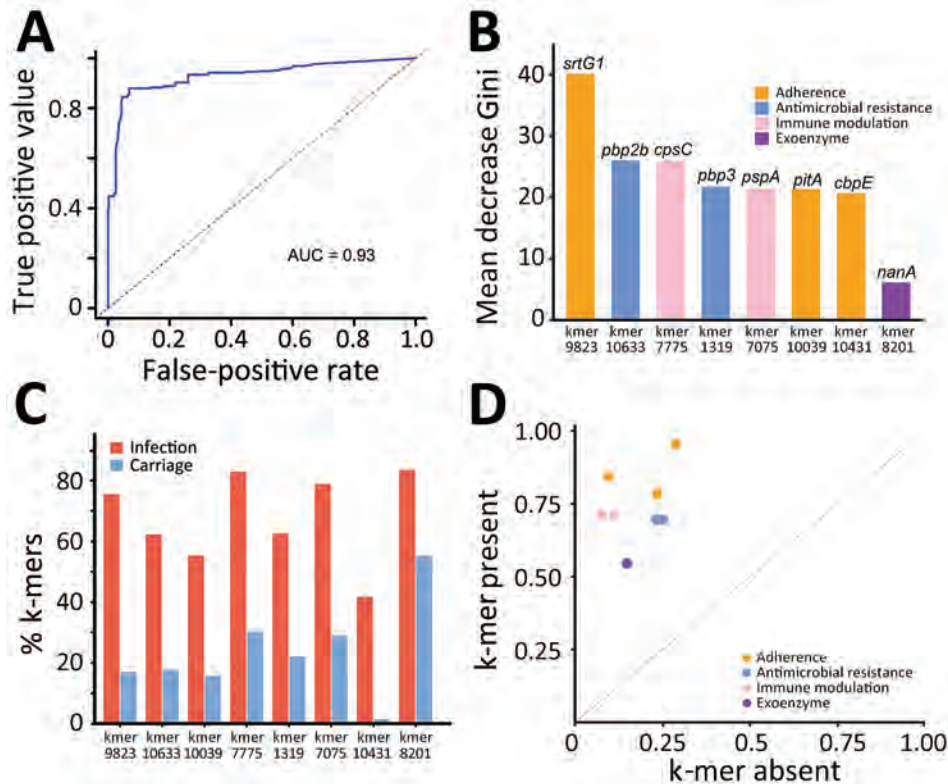 A
True positive value
0.8
0.4
0
AUC = 0.93
0
0.2
0.4
0.6
0.8
1.0
False-positive rate
B
Mean decrease Gini
40
30
20
10
0
srtG1
pbp2b
cpsC
pbp3
pspA
pitA
cbpE
nanA
Adherence
Antimicrobial resistance
Immune modulation
Exoenzyme
kmer kmer kmer kmer kmer kmer kmer kmer
9823 10633 7775 1319 7075 10039 10431 8201
C
% k-mers
80
60
40
20
0
Infection
Carriage
kmer kmer kmer kmer kmer kmer kmer kmer
9823 10633 10039 7775 1319 7075 10431 8201
D
k-mer present
1.00
0.75
0.50
0.25
Adherence
Antimicrobial resistance
Immune modulation
Exoenzyme
0
0.25
0.50
0.75
1.00
k-mer absent